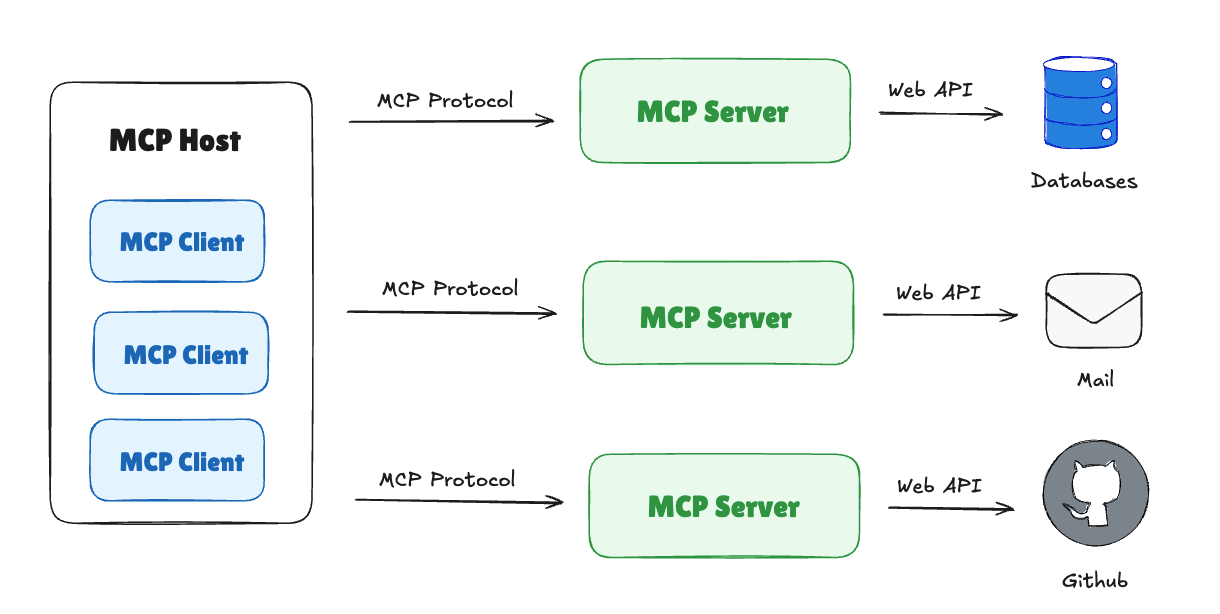 MCP Host
MCP Client
MCP Client
MCP Client
MCP Protocol
MCP Server
Web API
Databases
MCP Protocol
MCP Server
Web API
Mail
MCP Protocol
MCP Server
Web API
Github